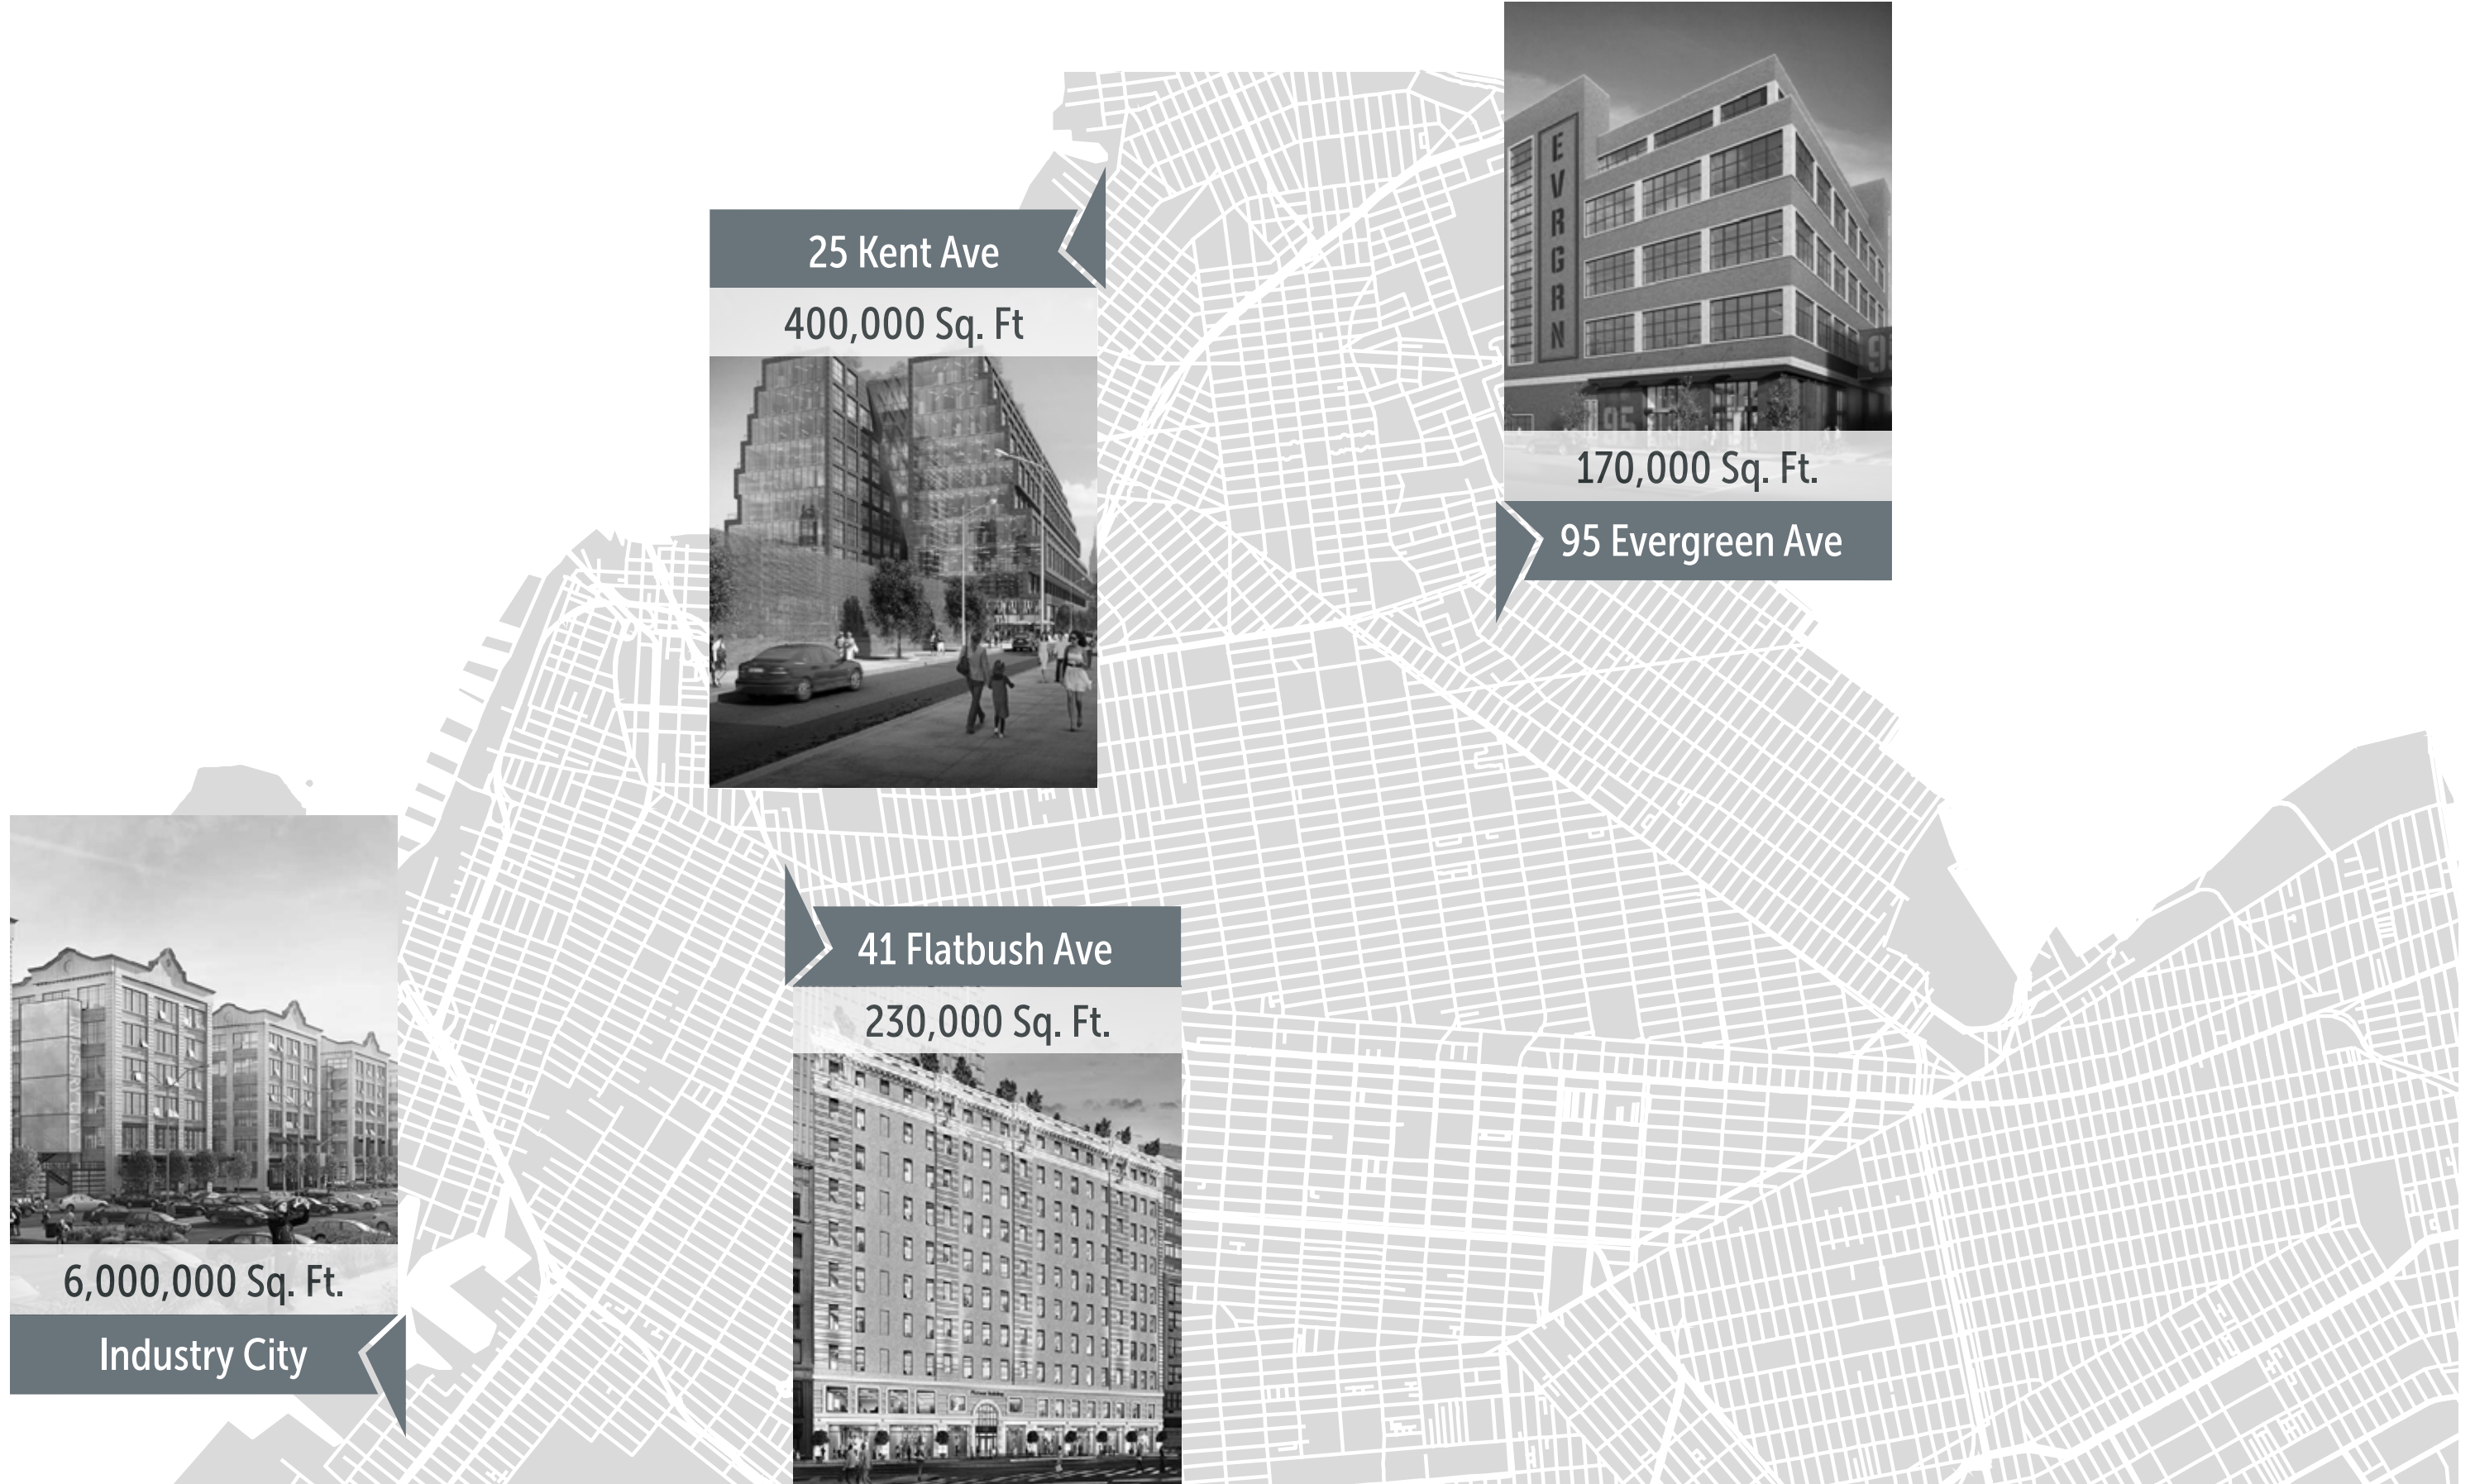 EVRGRN
95
25 Kent Ave
400,000 Sq. Ft
170,000 Sq. Ft.
95 Evergreen Ave
41 Flatbush Ave
230,000 Sq. Ft.
6,000,000 Sq. Ft.
Industry City